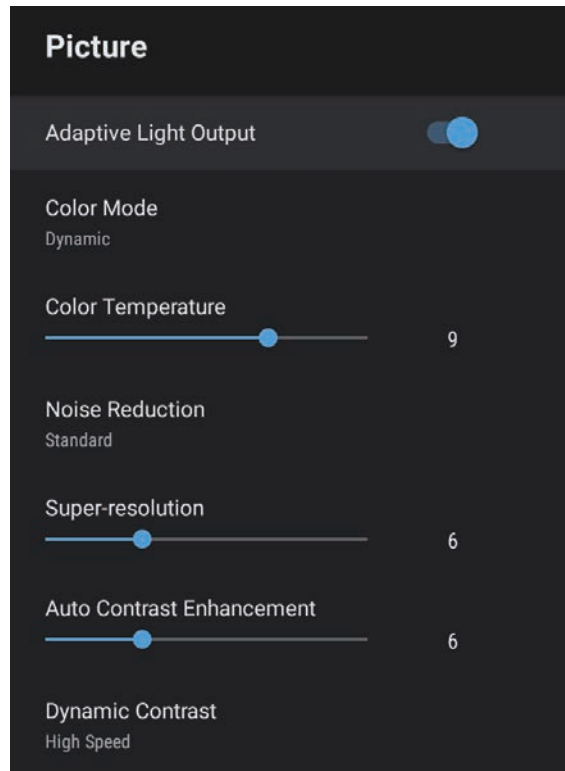 Picture
Adaptive Light Output
Color Mode
Dynamic
Color Temperature
9
Noise Reduction
Standard
Super-resolution
6
Auto Contrast Enhancement
6
Dynamic Contrast
High Speed